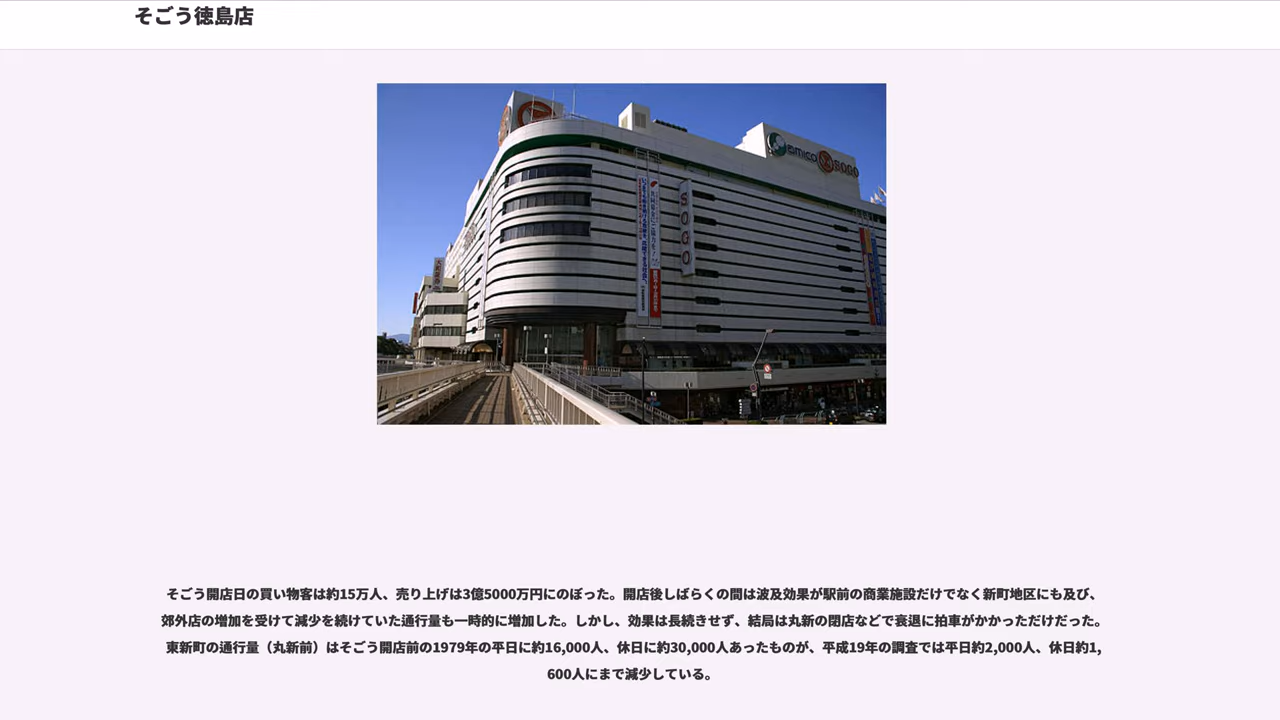 そごう徳島店
amico SOGO
SOGO
そごう開店日の買い物客は約15万人、売り上げは3億5000万円にのぼった。開店後しばらくの間は波及効果が駅前の商業施設だけでなく新町地区にも及び、
郊外店の増加を受けて減少を続けていた通行量も一時的に増加した。しかし、効果は長続きせず、結局は丸新の閉店などで衰退に拍車がかかっただけだった。
東新町の通行量（丸新前）はそごう開店前の1979年の平日に約16,000人、休日に約30,000人あったものが、平成19年の調査では平日約2,000人、休日約1,
600人にまで減少している。